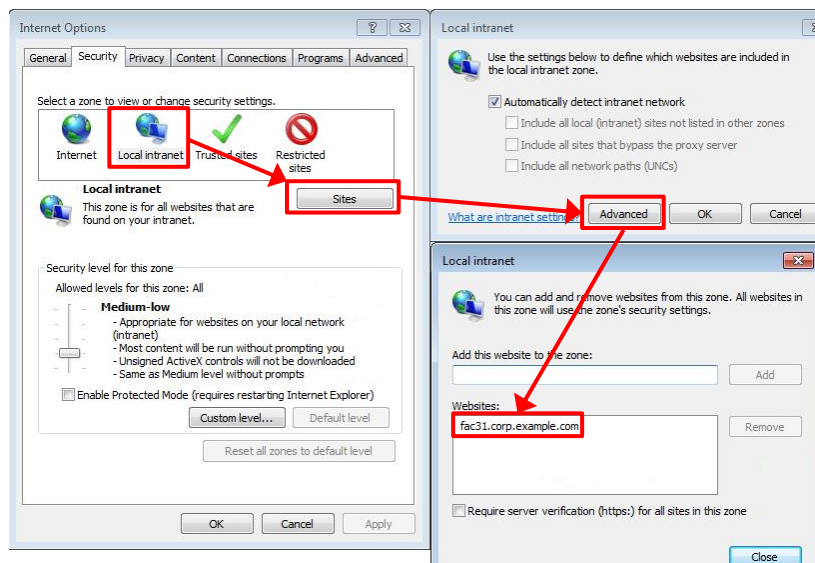 Internet Options
General Security Privacy Content Connections Programs Advanced
Select a zone to view or change security settings.
Internet Local intranet Trusted sites Restricted
sites
Local intranet
This zone is for all
websites that are
found on your intranet.
Sites
Security level for this zone
Allowed levels for this zone: All
Medium-low
- Appropriate for websites on your local network
(intranet)
- Most content will be run without prompting you
- Unsigned ActiveX controls will not be downloaded
- Same as Medium level without prompts
Enable Protected Mode (requires restarting Internet Explorer)
Custom level... Default level
Reset all zones to default level
OK Cancel Apply
Local intranet
Use the settings below to define which websites are included in
the local intranet zone.
Automatically detect intranet network
Include all local (intranet) sites not listed in other zones
Include all sites that bypass the proxy server
Include all network paths (UNCs)
What are intranet settings? Advanced OK Cancel
Local intranet
You can add and remove websites from this zone. All websites in
this zone will use the zone's security settings.
Add this website to the zone:
Add
Websites:
fac31.corp.example.com
Remove
Require server verification (https:) for all sites in this zone
Close